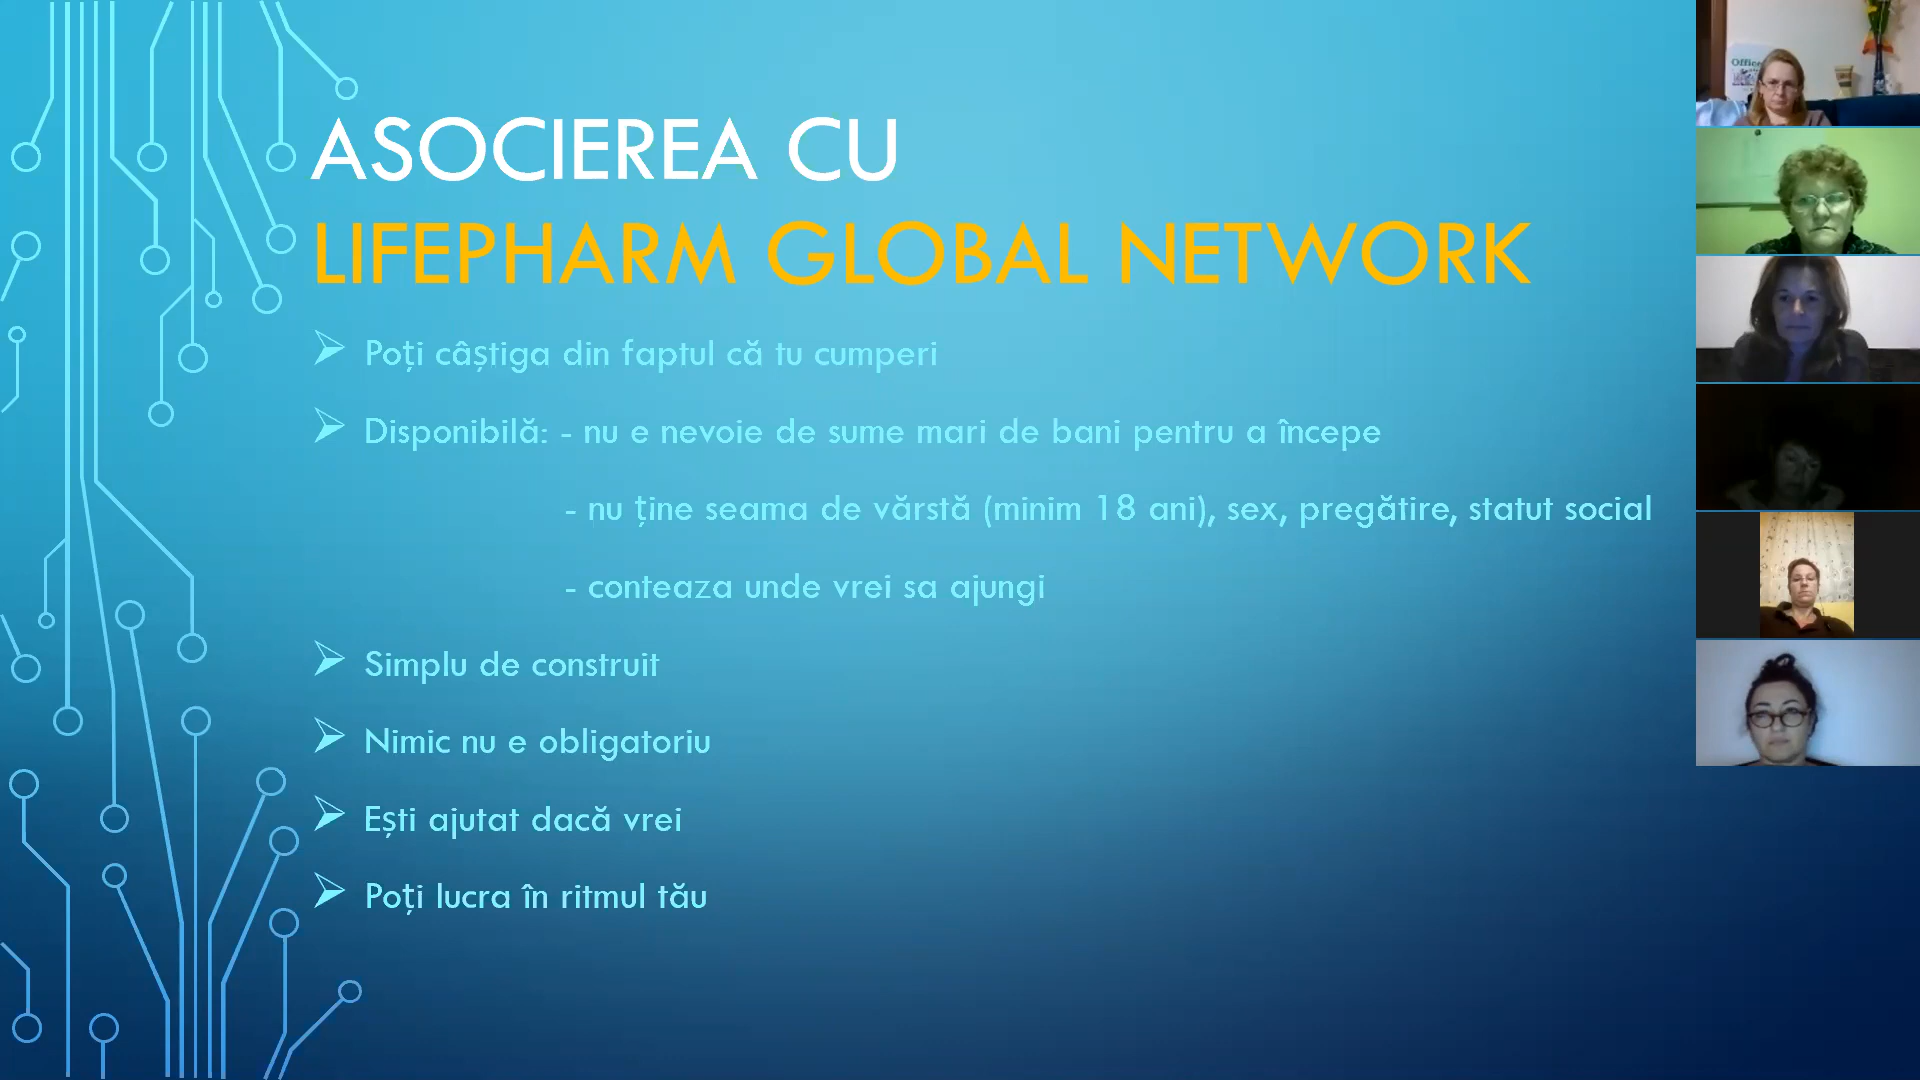 ASOCIEREA CU
LIFEPHARM GLOBAL NETWORK
Poți câștiga din faptul că tu cumperi
Disponibilă: - nu e nevoie de sume mari de bani pentru a începe
- nu ține seama de vărstă (minim 18 ani), sex, pregătire, statut social
- conteaza unde vrei sa ajungi
Simplu de construit
Nimic nu e obligatoriu
Ești ajutat dacă vrei
Poți lucra în ritmul tău
Office